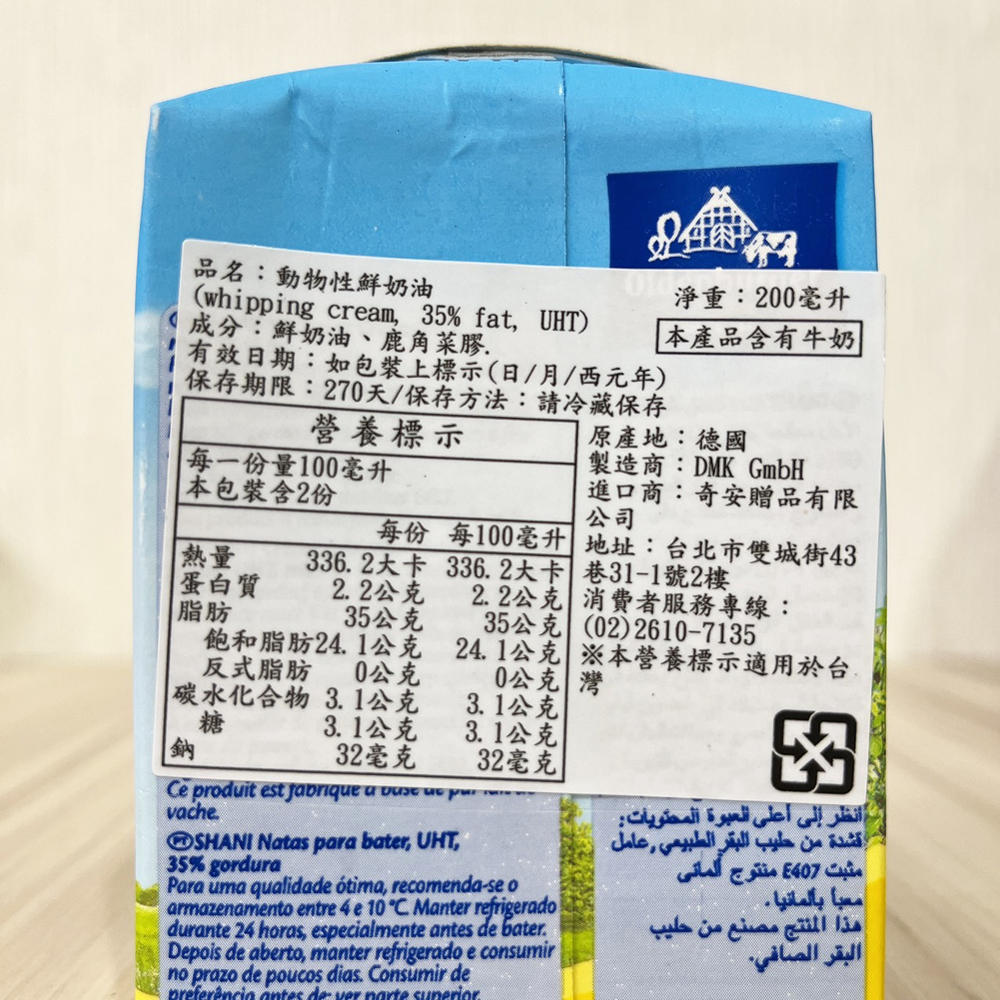 品名：動物性鮮奶油
(whipping cream, 35% fat, UHT)
成分：鮮奶油、鹿角菜膠.
有效日期：如包裝上標示(日/月/西元年)
保存期限：270天/保存方法：請冷藏保存
淨重：200毫升
本產品含有牛奶
營養標示
每一份量100毫升
本包裝含2份
每份 每100毫升
熱量 336.2大卡 336.2大卡
蛋白質 2.2公克 2.2公克
脂肪 35公克 35公克
飽和脂肪24.1公克 24.1公克
反式脂肪 0公克 0公克
碳水化合物 3.1公克 3.1公克
糖 3.1公克 3.1公克
鈉 32毫克 32毫克
原產地：德國
製造商：DMK GmbH
進口商：奇安贈品有限
公司
地址：台北市雙城街43
巷31-1號2樓
消費者服務專線：
(02)2610-7135
※本營養標示適用於台
灣
Ce produit est fabriqué à base de pur lait de
vache.
PT SHANI Natas para bater, UHT,
35% gordura
Para uma qualidade ótima, recomenda-se o
armazenamento entre 4 e 10 °C. Manter refrigerado
durante 24 horas, especialmente antes de bater.
Depois de aberto, manter refrigerado e consumir
no prazo de poucos dias. Consumir de
preferência antes de: ver parte superior.
انظر إلى أعلى العبوة المحتويات:
قشدة من حليب البقر الطبيعي, عامل
مثبت E407 منتوج ألماني
معبأ بألمانيا.
هذا المنتج مصنع من حليب
البقر الصافي.